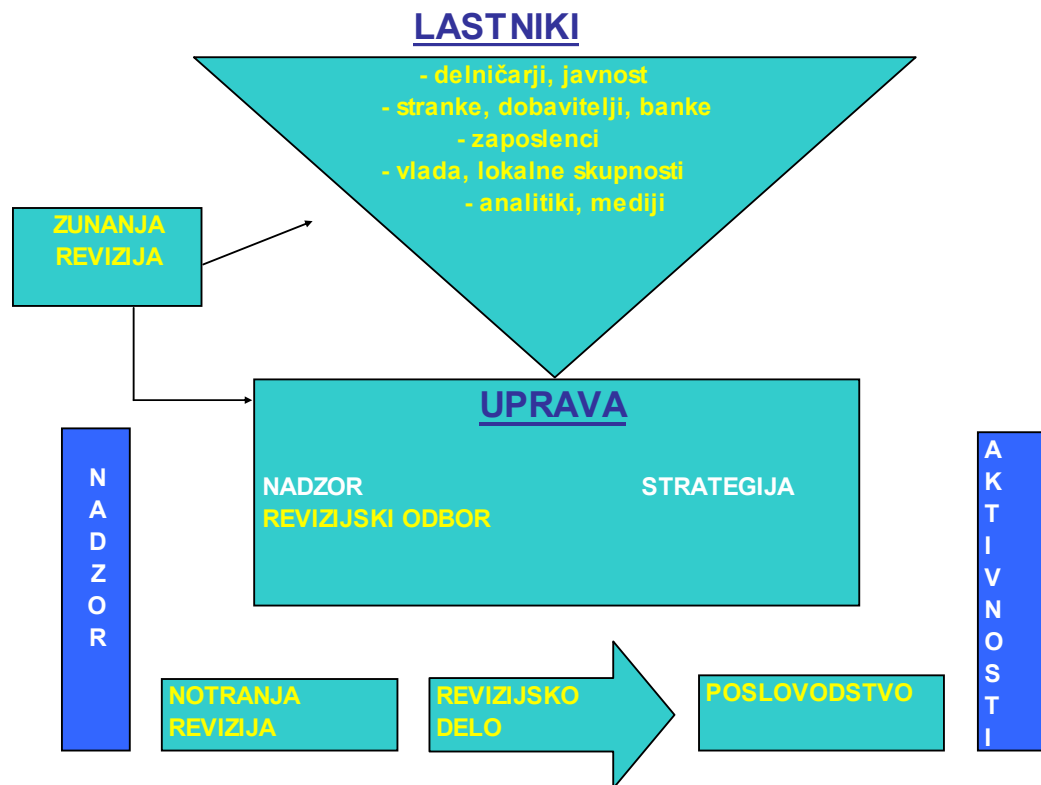 LASTNIKI
- delničarji, javnost
- stranke, dobavitelji, banke
- zaposlenci
- vlada, lokalne skupnosti
- analitiki, mediji
ZUNANJA
REVIZIJA
UPRAVA
NADZOR
STRATEGIJA
REVIZIJSKI ODBOR
N
A
D
Z
O
R
A
K
T
I
V
N
O
S
T
I
NOTRANJA
REVIZIJA
REVIZIJSKO
DELO
POSLOVODSTVO